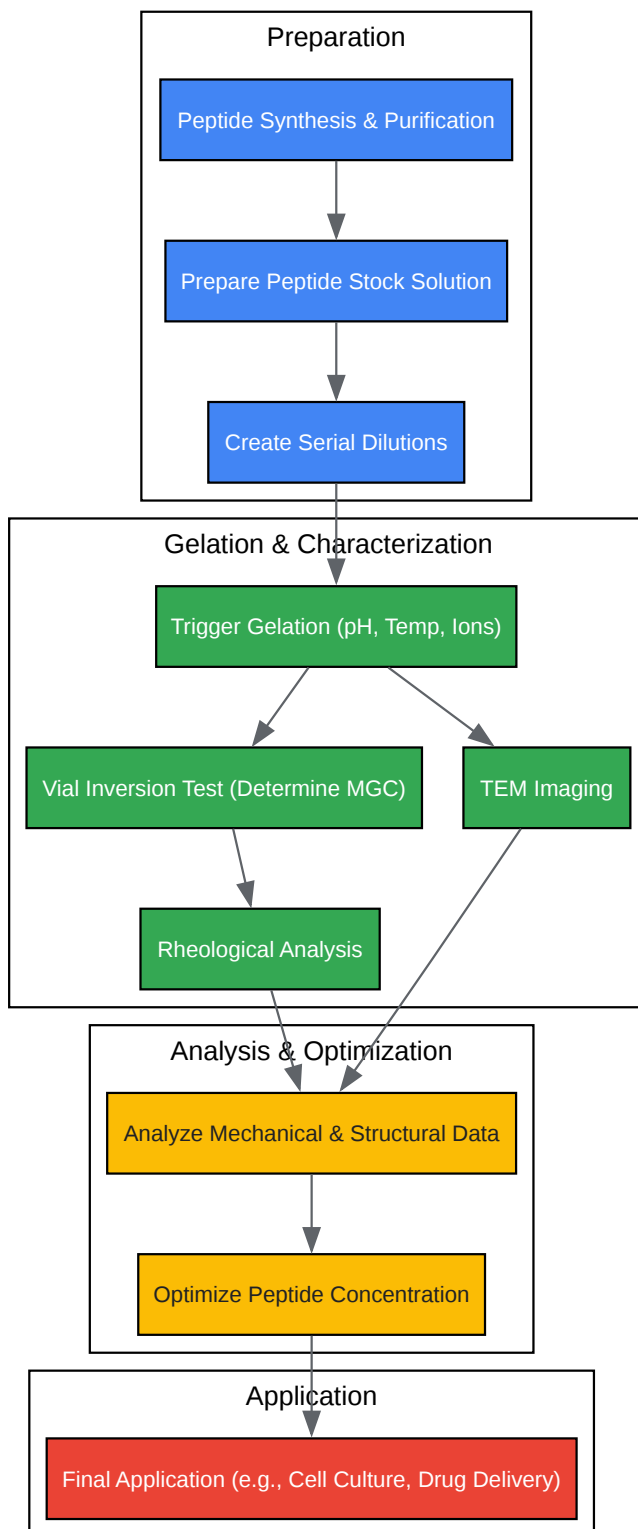 Preparation
Peptide Synthesis & Purification
Prepare Peptide Stock Solution
Create Serial Dilutions
Gelation & Characterization
Trigger Gelation (pH, Temp, Ions)
Vial Inversion Test (Determine MGC)
TEM Imaging
Rheological Analysis
Analysis & Optimization
Analyze Mechanical & Structural Data
Optimize Peptide Concentration
Application
Final Application (e.g., Cell Culture, Drug Delivery)